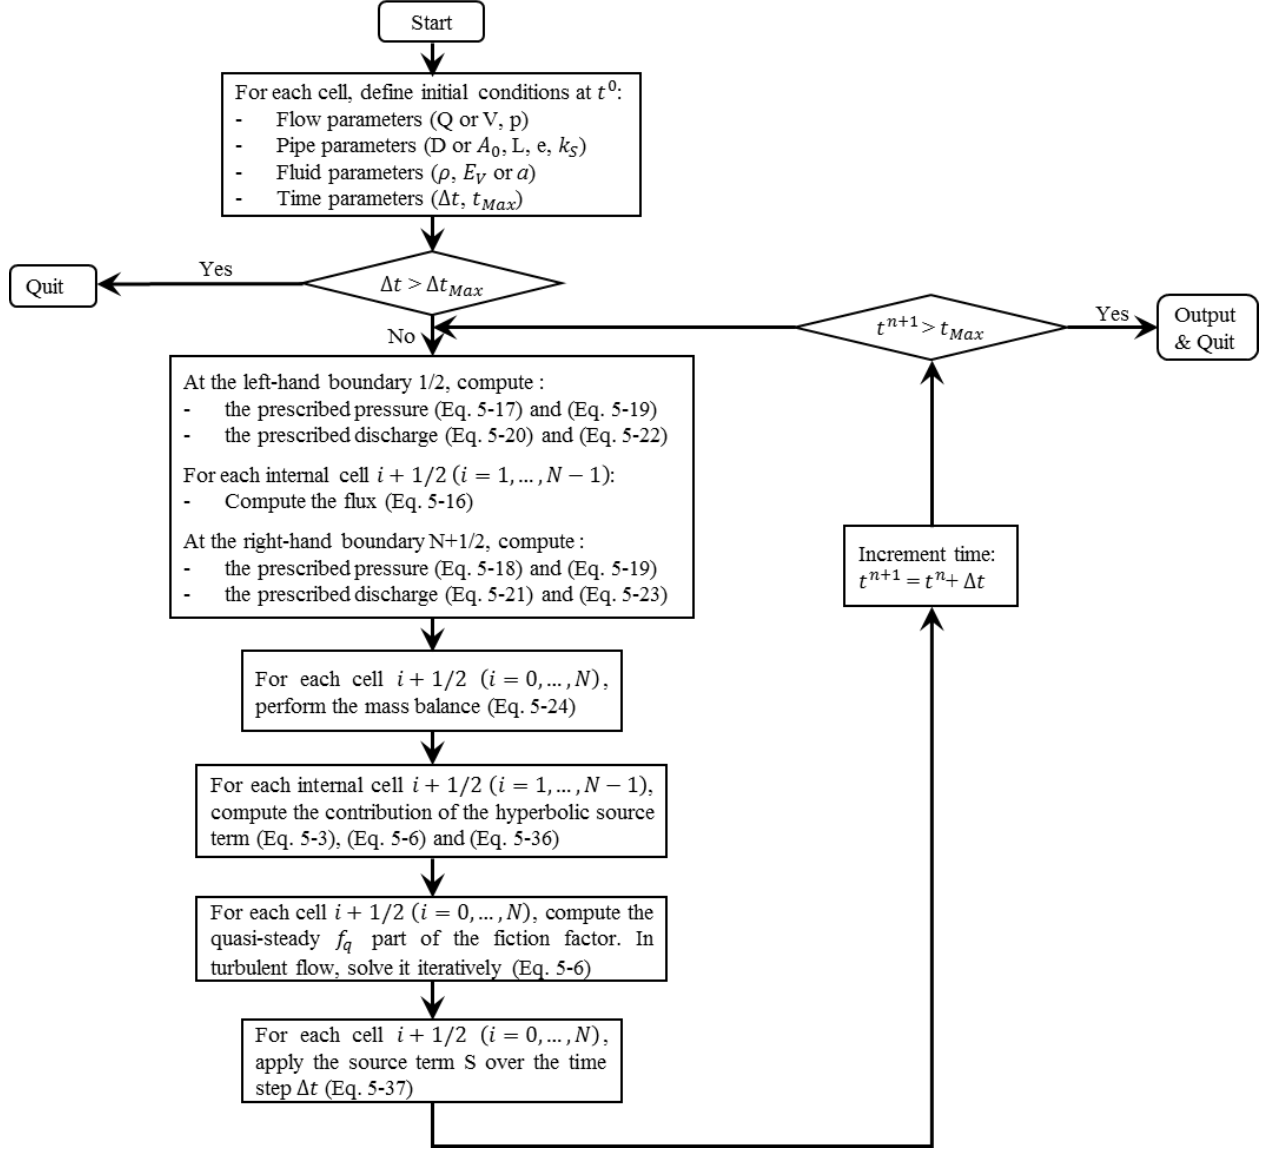 Start
For each cell, define initial conditions at t⁰:
- Flow parameters (Q or V, p)
- Pipe parameters (D or A₀, L, e, kₛ)
- Fluid parameters (ρ, E_V or a)
- Time parameters (Δt, t_Max)
Yes
Quit
Δt > Δt_Max
No
t^{n+1} > t_Max
Yes
Output
& Quit
At the left-hand boundary 1/2, compute :
- the prescribed pressure (Eq. 5-17) and (Eq. 5-19)
- the prescribed discharge (Eq. 5-20) and (Eq. 5-22)
For each internal cell i + 1/2 (i = 1, … , N − 1):
- Compute the flux (Eq. 5-16)
At the right-hand boundary N+1/2, compute :
- the prescribed pressure (Eq. 5-18) and (Eq. 5-19)
- the prescribed discharge (Eq. 5-21) and (Eq. 5-23)
Increment time:
t^{n+1} = t^n + Δt
For each cell i + 1/2 (i = 0, … , N),
perform the mass balance (Eq. 5-24)
For each internal cell i + 1/2 (i = 1, … , N − 1),
compute the contribution of the hyperbolic source
term (Eq. 5-3), (Eq. 5-6) and (Eq. 5-36)
For each cell i + 1/2 (i = 0, … , N), compute the
quasi-steady f_q part of the fiction factor. In
turbulent flow, solve it iteratively (Eq. 5-6)
For each cell i + 1/2 (i = 0, … , N),
apply the source term S over the time
step Δt (Eq. 5-37)